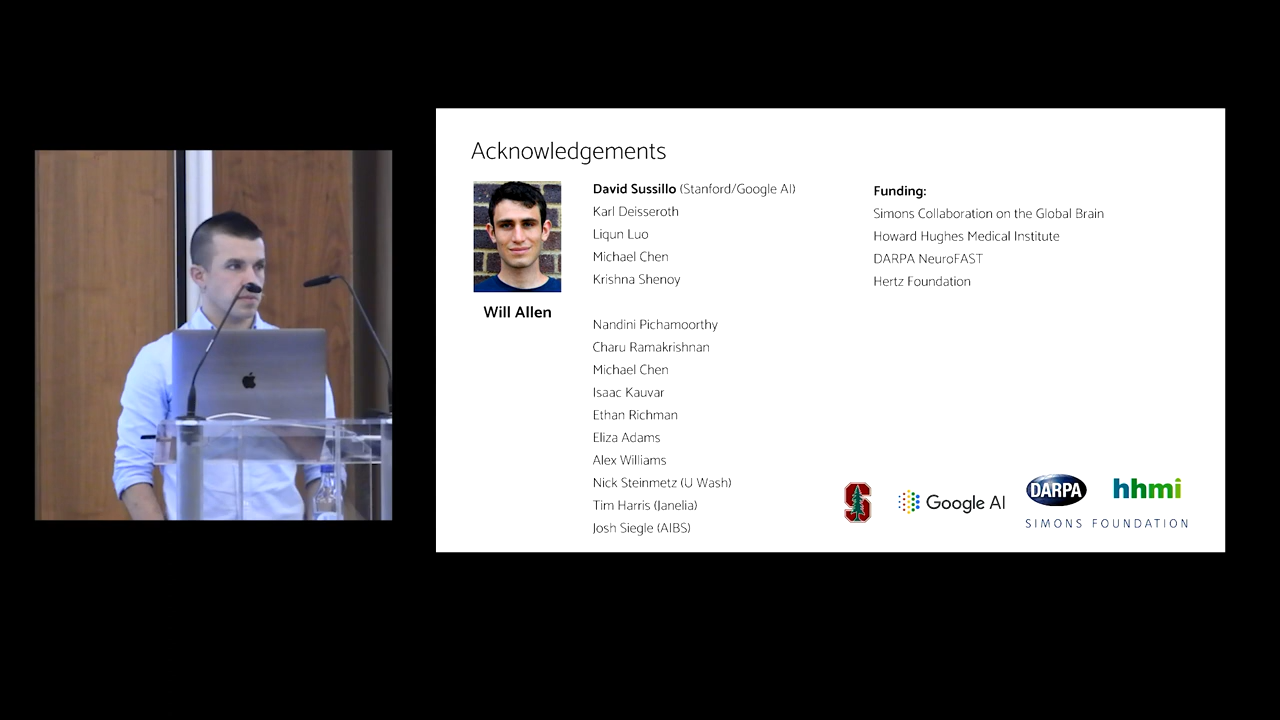 Acknowledgements
Will Allen
David Sussillo (Stanford/Google AI)
Karl Deisseroth
Liqun Luo
Michael Chen
Krishna Shenoy
Nandini Pichamoorthy
Charu Ramakrishnan
Michael Chen
Isaac Kauvar
Ethan Richman
Eliza Adams
Alex Williams
Nick Steinmetz (U Wash)
Tim Harris (Janelia)
Josh Siegle (AIBS)
Funding:
Simons Collaboration on the Global Brain
Howard Hughes Medical Institute
DARPA NeuroFAST
Hertz Foundation
S
Google AI
DARPA
hhmi
SIMONS FOUNDATION